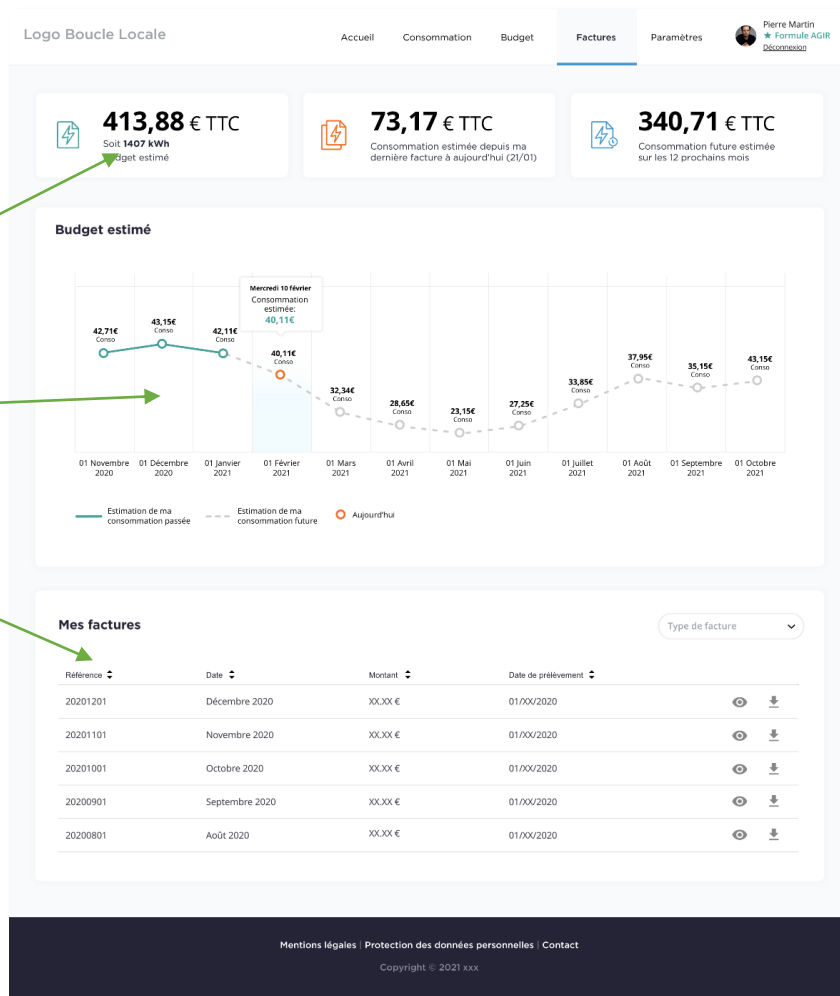 Logo Boucle Locale
Accueil
Consommation
Budget
Factures
Paramètres
Pierre Martin
Formule AGIR
Déconnexion
413,88 € TTC
Soit 1407 kWh
get estimé
73,17 € TTC
Consommation estimée depuis ma
dernière facture à aujourd'hui (21/01)
340,71 € TTC
Consommation future estimée
sur les 12 prochains mois
Budget estimé
Mercredi 10 février
Consommation
estimée:
40,11€
42,71€
Conso
43,15€
Conso
42,11€
Conso
40,11€
Conso
32,34€
Conso
28,65€
Conso
23,15€
Conso
27,25€
Conso
33,85€
Conso
37,95€
Conso
35,15€
Conso
43,15€
Conso
01 Novembre
2020
01 Décembre
2020
01 Janvier
2021
01 Février
2021
01 Mars
2021
01 Avril
2021
01 Mai
2021
01 Juin
2021
01 Juillet
2021
01 Août
2021
01 Septembre
2021
01 Octobre
2021
Estimation de ma
consommation passée
Estimation de ma
consommation future
Aujourd'hui
Mes factures
Type de facture
Référence
Date
Montant
Date de prélèvement
20201201 Décembre 2020 XX.XX € 01/XX/2020
20201101 Novembre 2020 XX.XX € 01/XX/2020
20201001 Octobre 2020 XX.XX € 01/XX/2020
20200901 Septembre 2020 XX.XX € 01/XX/2020
20200801 Août 2020 XX.XX € 01/XX/2020
Mentions légales | Protection des données personnelles | Contact
Copyright © 2021 xxx